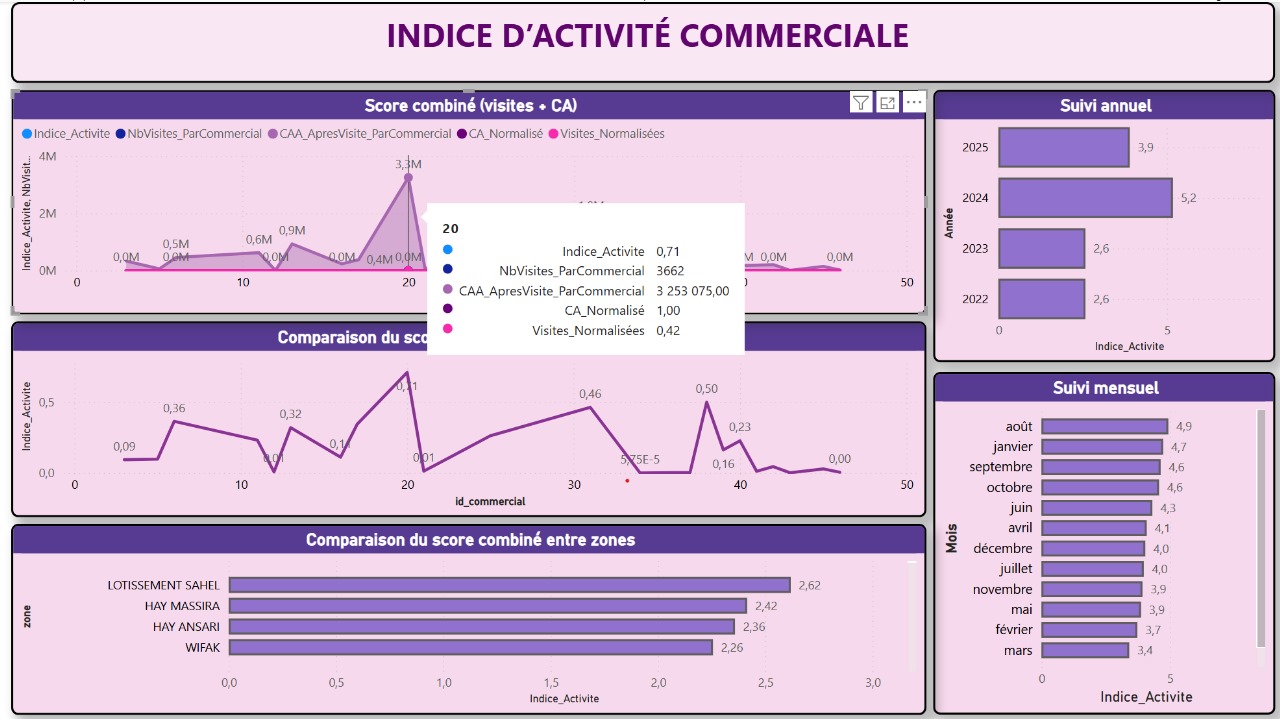 INDICE D’ACTIVITÉ COMMERCIALE
Score combiné (visites + CA)
Indice_Activite NbVisites_ParCommercial CAA_ApresVisite_ParCommercial CA_Normalisé Visites_Normalisées
Indice_Activite, NbVisit...
4M
2M
0M
0,0M 0,5M 0,0M 0,6M 0,0M 0,9M 0,0M 0,4M 3,3M 0,0M
0,0M 0,0M
0 10 20 50
20
Indice_Activite 0,71
NbVisites_ParCommercial 3662
CAA_ApresVisite_ParCommercial 3 253 075,00
CA_Normalisé 1,00
Visites_Normalisées 0,42
Comparaison du sco
Indice_Activite
0,5
0,0
0,09 0,36 0,01 0,32 0,71 0,01 0,46 5,75E-5 0,50 0,16 0,23 0,00
0 10 20 30 40 50
id_commercial
Comparaison du score combiné entre zones
zone
LOTISSEMENT SAHEL 2,62
HAY MASSIRA 2,42
HAY ANSARI 2,36
WIFAK 2,26
0,0 0,5 1,0 1,5 2,0 2,5 3,0
Indice_Activite
Suivi annuel
Année
2025 3,9
2024 5,2
2023 2,6
2022 2,6
0 5
Indice_Activite
Suivi mensuel
Mois
août 4,9
janvier 4,7
septembre 4,6
octobre 4,6
juin 4,3
avril 4,1
décembre 4,0
juillet 4,0
novembre 3,9
mai 3,9
février 3,7
mars 3,4
0 5
Indice_Activite